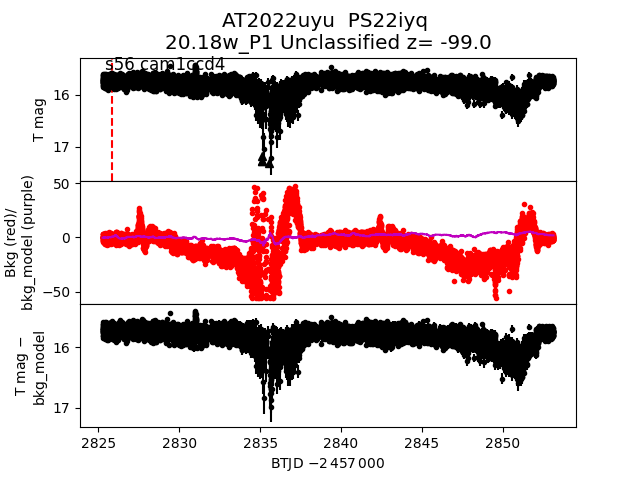 AT2022uyu  PS22iyq
20.18w_P1 Unclassified z= -99.0
s56 cam1ccd4
16
17
T mag
50
0
−50
Bkg (red)/
bkg_model (purple)
16
17
T mag −
bkg_model
2825 2830 2835 2840 2845 2850
BTJD −2 457 000